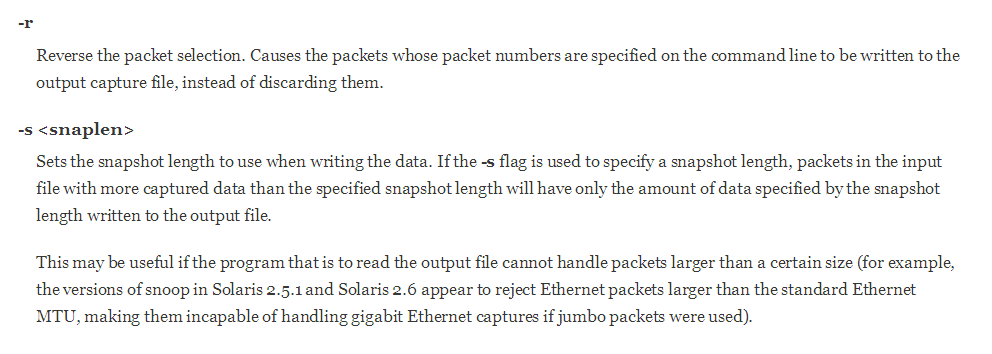 -r
Reverse the packet selection. Causes the packets whose packet numbers are specified on the command line to be written to the
output capture file, instead of discarding them.
-s <snaplen>
Sets the snapshot length to use when writing the data. If the -s flag is used to specify a snapshot length, packets in the input
file with more captured data than the specified snapshot length will have only the amount of data specified by the snapshot
length written to the output file.
This may be useful if the program that is to read the output file cannot handle packets larger than a certain size (for example,
the versions of snoop in Solaris 2.5.1 and Solaris 2.6 appear to reject Ethernet packets larger than the standard Ethernet
MTU, making them incapable of handling gigabit Ethernet captures if jumbo packets were used).